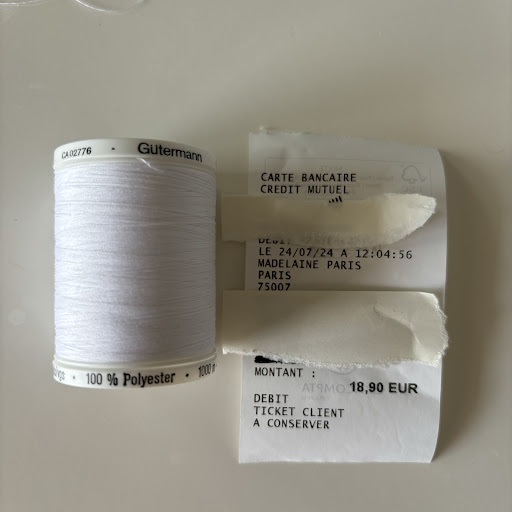 CA02776 • Gütermann
100 % Polyester • 1000 m
CARTE BANCAIRE
CREDIT MUTUEL
DEBIT
LE 24/07/24 A 12:04:56
MADELAINE PARIS
PARIS
75007
MONTANT :
18,90 EUR
DEBIT
TICKET CLIENT
A CONSERVER